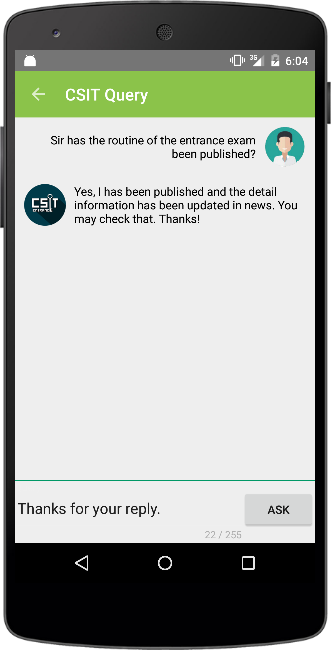 3G 6:04
CSIT Query
Sir has the routine of the entrance exam
been published?
CSIT
Yes, I has been published and the detail
information has been updated in news. You
may check that. Thanks!
Thanks for your reply.
ASK
22 / 255